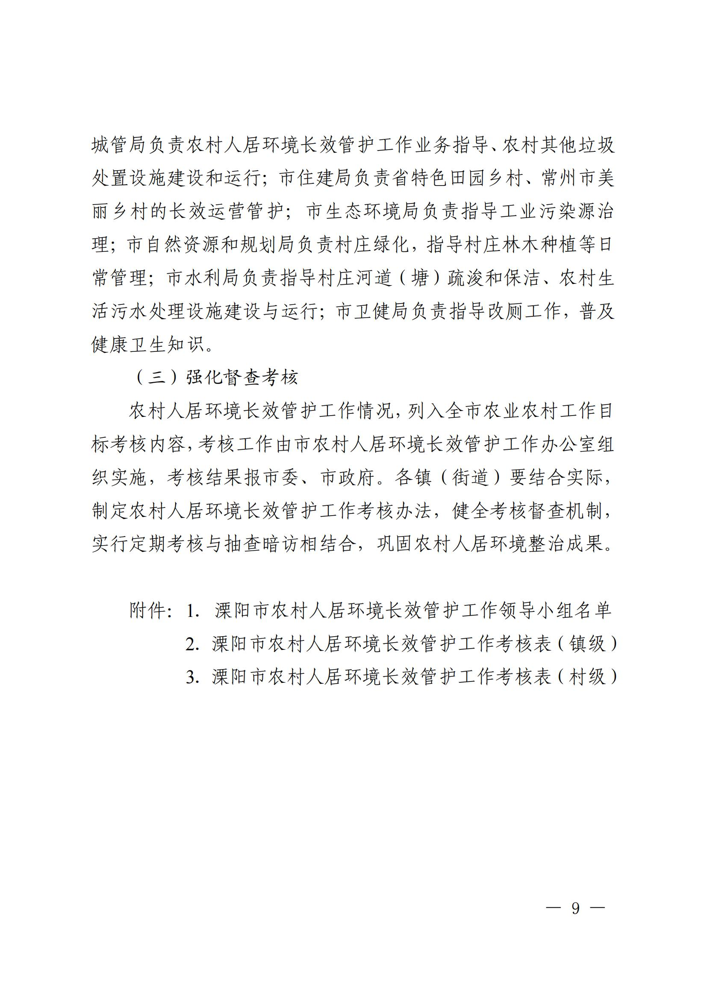 城管局负责农村人居环境长效管护工作业务指导、农村其他垃圾
处置设施建设和运行；市住建局负责省特色田园乡村、常州市美
丽乡村的长效运营管护；市生态环境局负责指导工业污染源治
理；市自然资源和规划局负责村庄绿化，指导村庄林木种植等日
常管理；市水利局负责指导村庄河道（塘）疏浚和保洁、农村生
活污水处理设施建设与运行；市卫健局负责指导改厕工作，普及
健康卫生知识。
（三）强化督查考核
农村人居环境长效管护工作情况，列入全市农业农村工作目
标考核内容，考核工作由市农村人居环境长效管护工作办公室组
织实施，考核结果报市委、市政府。各镇（街道）要结合实际，
制定农村人居环境长效管护工作考核办法，健全考核督查机制，
实行定期考核与抽查暗访相结合，巩固农村人居环境整治成果。
附件：1. 溧阳市农村人居环境长效管护工作领导小组名单
2. 溧阳市农村人居环境长效管护工作考核表（镇级）
3. 溧阳市农村人居环境长效管护工作考核表（村级）
— 9 —